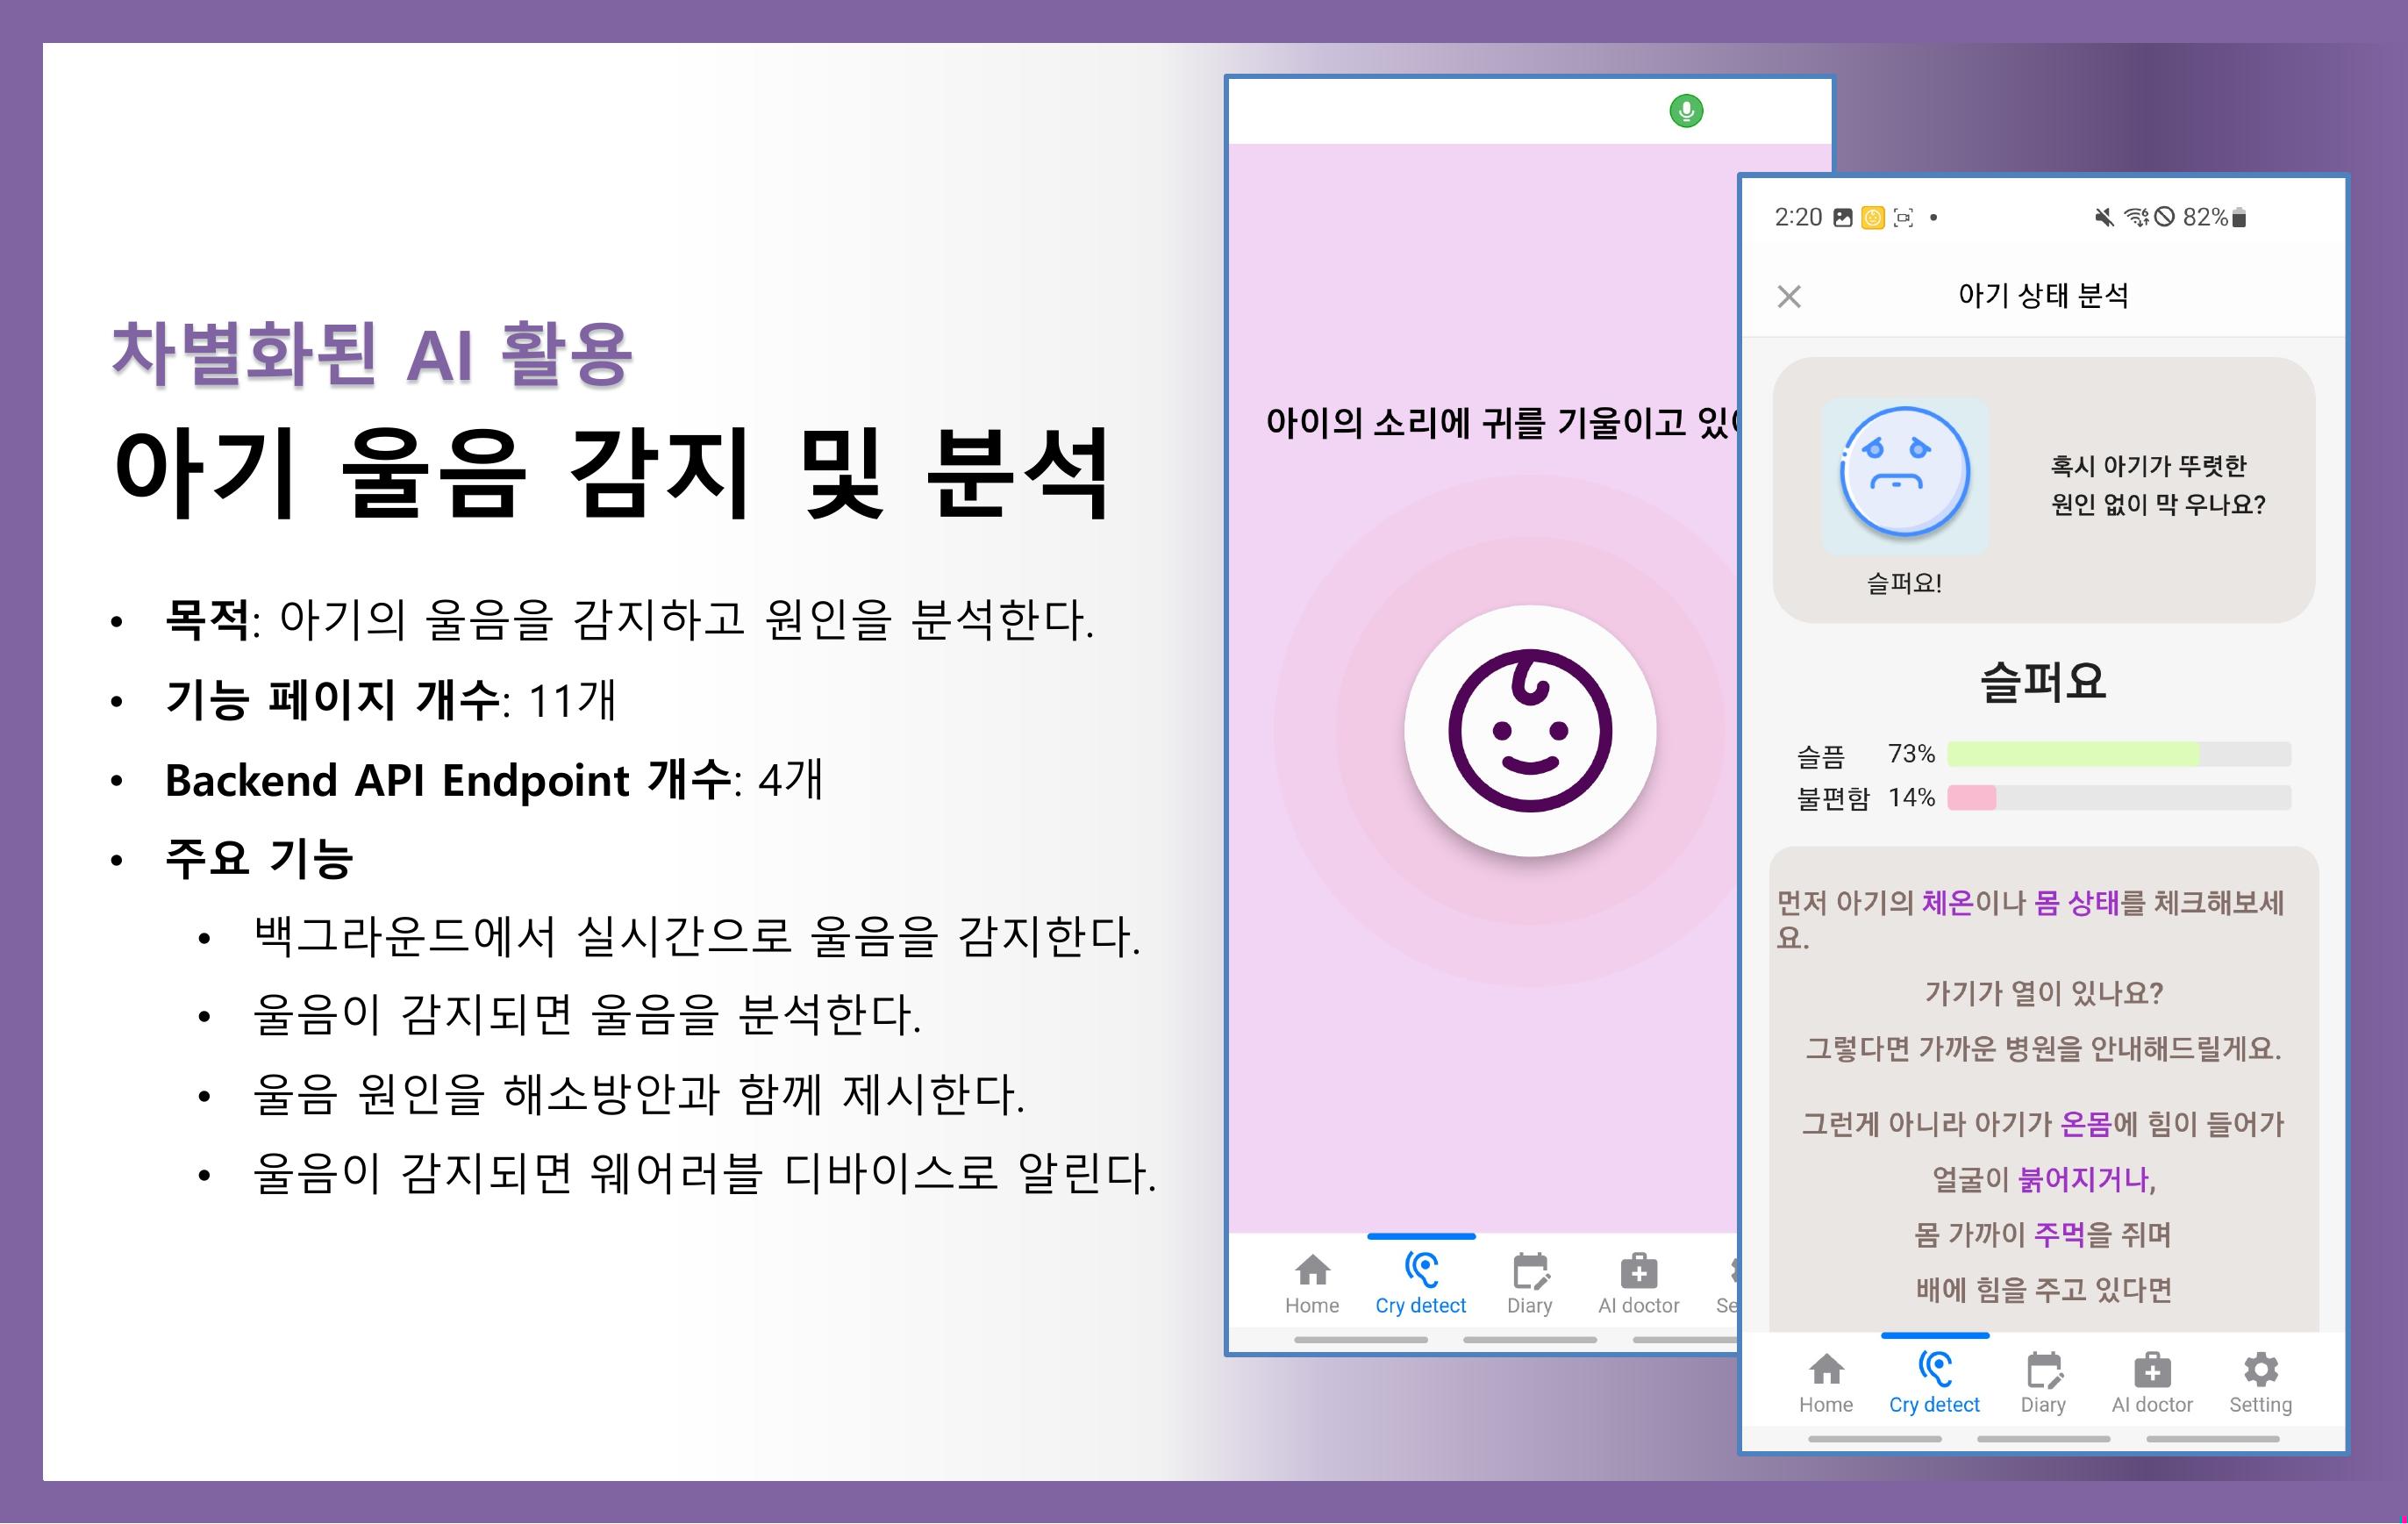 차별화된 AI 활용
아기 울음 감지 및 분석
• 목적: 아기의 울음을 감지하고 원인을 분석한다.
• 기능 페이지 개수: 11개
• Backend API Endpoint 개수: 4개
• 주요 기능
• 백그라운드에서 실시간으로 울음을 감지한다.
• 울음이 감지되면 울음을 분석한다.
• 울음 원인을 해소방안과 함께 제시한다.
• 울음이 감지되면 웨어러블 디바이스로 알린다.
아이의 소리에 귀를 기울이고
Home Cry detect Diary AI doctor
2:20 82%
아기 상태 분석
혹시 아기가 뚜렷한
원인 없이 막 우나요?
슬퍼요!
슬퍼요
슬픔 73%
불편함 14%
먼저 아기의 체온이나 몸 상태를 체크해보세
요.
가기가 열이 있나요?
그렇다면 가까운 병원을 안내해드릴게요.
그런게 아니라 아기가 온몸에 힘이 들어가
얼굴이 붉어지거나,
몸 가까이 주먹을 쥐며
배에 힘을 주고 있다면
Home Cry detect Diary AI doctor Setting